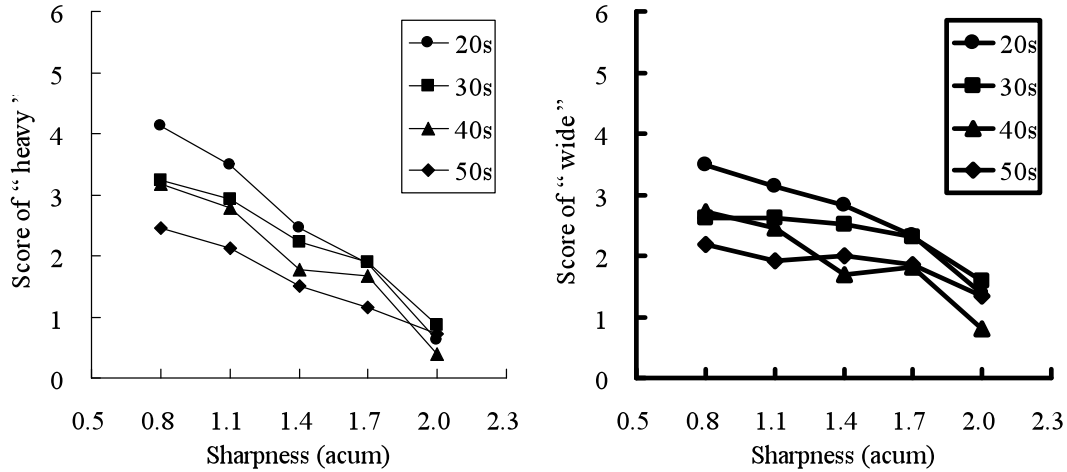 6
5
4
3
2
1
0
Score of “ heavy ”
20s
30s
40s
50s
0.5 0.8 1.1 1.4 1.7 2.0 2.3
Sharpness (acum)
6
5
4
3
2
1
0
Score of “ wide”
20s
30s
40s
50s
0.5 0.8 1.1 1.4 1.7 2.0 2.3
Sharpness (acum)